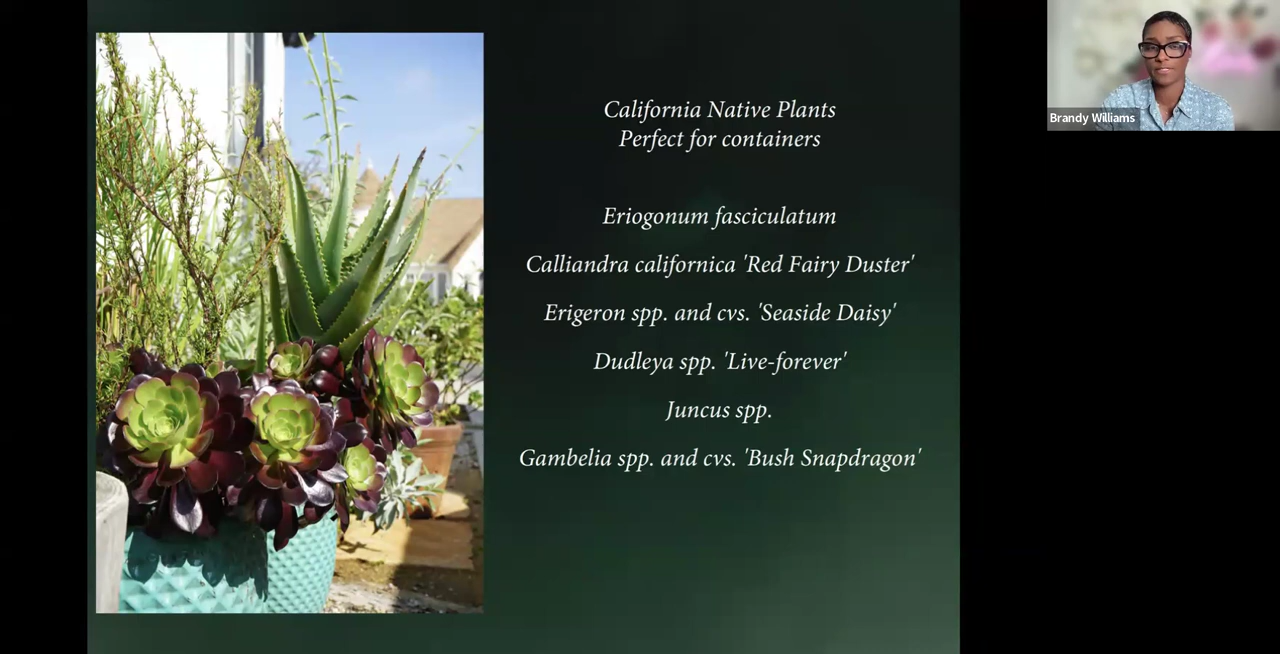 California Native Plants
Perfect for containers
Eriogonum fasciculatum
Calliandra californica 'Red Fairy Duster'
Erigeron spp. and cvs. 'Seaside Daisy'
Dudleya spp. 'Live-forever'
Juncus spp.
Gambelia spp. and cvs. 'Bush Snapdragon'
Brandy Williams